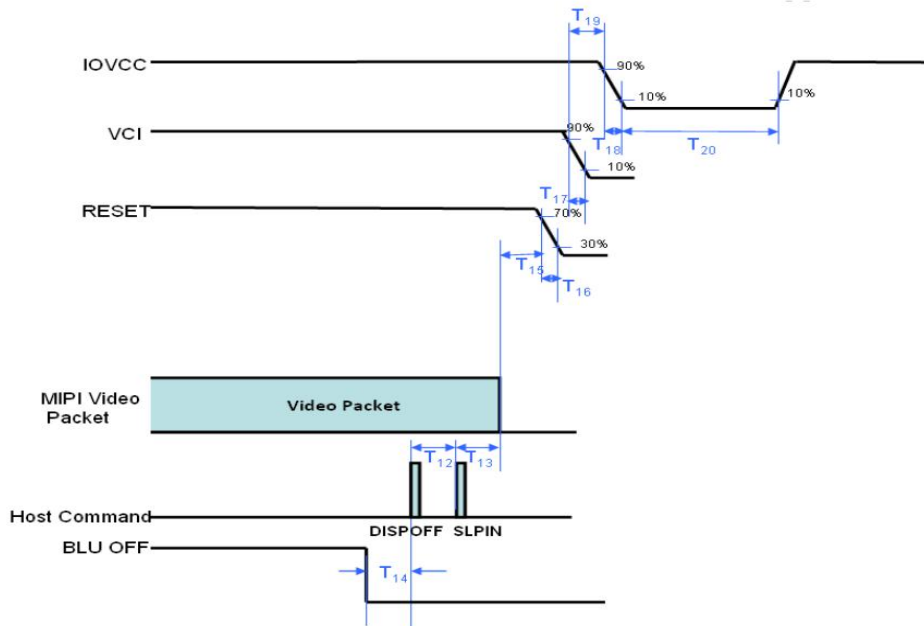 T19
IOVCC
90%
10%
10%
T18
T20
VCI
90%
10%
T17
RESET
70%
30%
T15
T16
MIPI Video
Packet
Video Packet
T12
T13
Host Command
DISPOFF
SLPIN
BLU OFF
T14